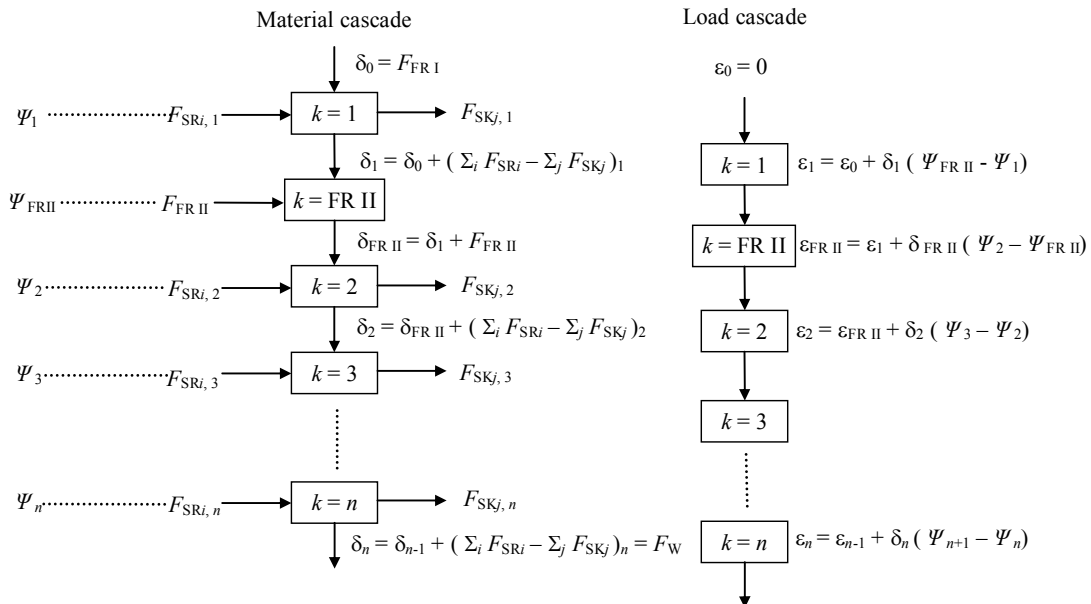 Material cascade
Load cascade
δ0 = FFR I
ε0 = 0
Ψ1 FSRi, 1 k = 1 FSKj, 1
δ1 = δ0 + ( Σi FSRi – Σj FSKj )1
k = 1 ε1 = ε0 + δ1 ( ΨFR II - Ψ1)
ΨFRII FFR II k = FR II
δFR II = δ1 + FFR II
k = FR II εFR II = ε1 + δFR II ( Ψ2 – ΨFR II)
Ψ2 FSRi, 2 k = 2 FSKj, 2
δ2 = δFR II + ( Σi FSRi – Σj FSKj )2
k = 2 ε2 = εFR II + δ2 ( Ψ3 – Ψ2)
Ψ3 FSRi, 3 k = 3 FSKj, 3
k = 3
Ψn FSRi, n k = n FSKj, n
δn = δn-1 + ( Σi FSRi – Σj FSKj )n = FW
k = n εn = εn-1 + δn ( Ψn+1 – Ψn)